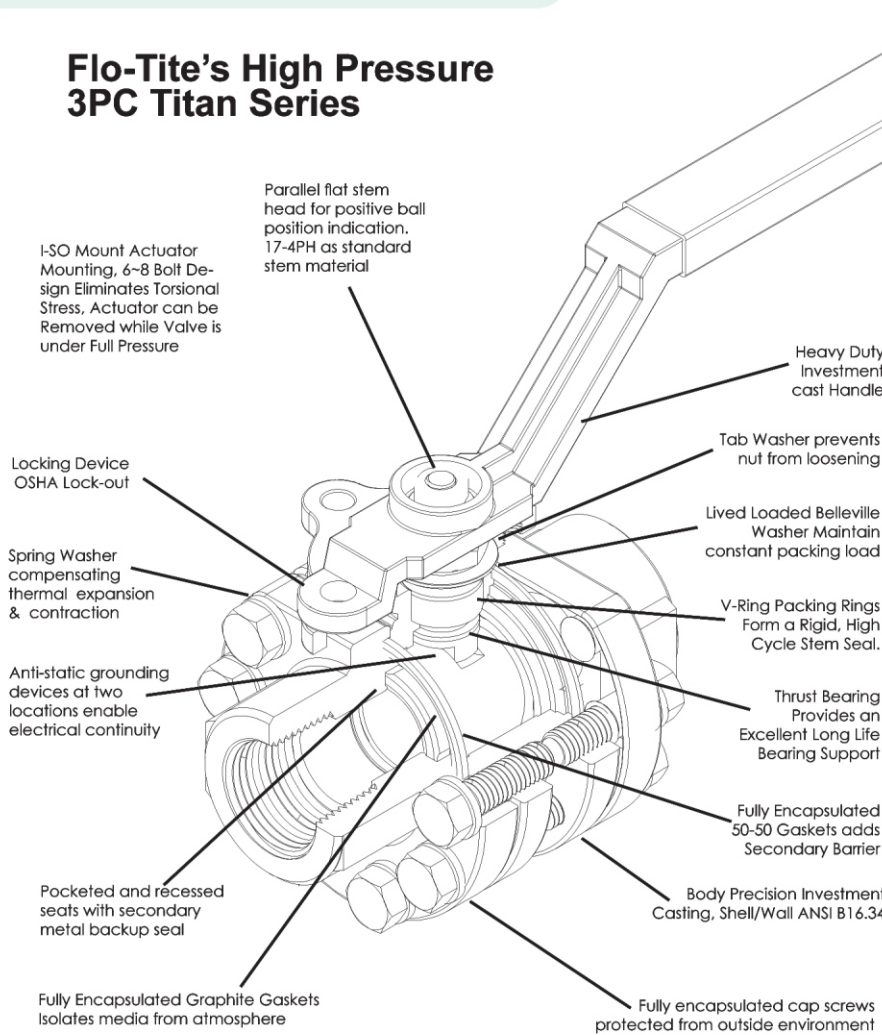 Flo-Tite's High Pressure
3PC Titan Series
Parallel flat stem
head for positive ball
position indication.
17-4PH as standard
stem material
I-SO Mount Actuator
Mounting, 6~8 Bolt De-
sign Eliminates Torsional
Stress, Actuator can be
Removed while Valve is
under Full Pressure
Heavy Duty
Investment
cast Handle
Locking Device
OSHA Lock-out
Tab Washer prevents
nut from loosening
Lived Loaded Belleville
Washer Maintain
constant packing load
Spring Washer
compensating
thermal expansion
& contraction
V-Ring Packing Rings
Form a Rigid, High
Cycle Stem Seal.
Anti-static grounding
devices at two
locations enable
electrical continuity
Thrust Bearing
Provides an
Excellent Long Life
Bearing Support
Fully Encapsulated
50-50 Gaskets adds
Secondary Barrier
Pocketed and recessed
seats with secondary
metal backup seal
Body Precision Investment
Casting, Shell/Wall ANSI B16.34
Fully Encapsulated Graphite Gaskets
Isolates media from atmosphere
Fully encapsulated cap screws
protected from outside environment